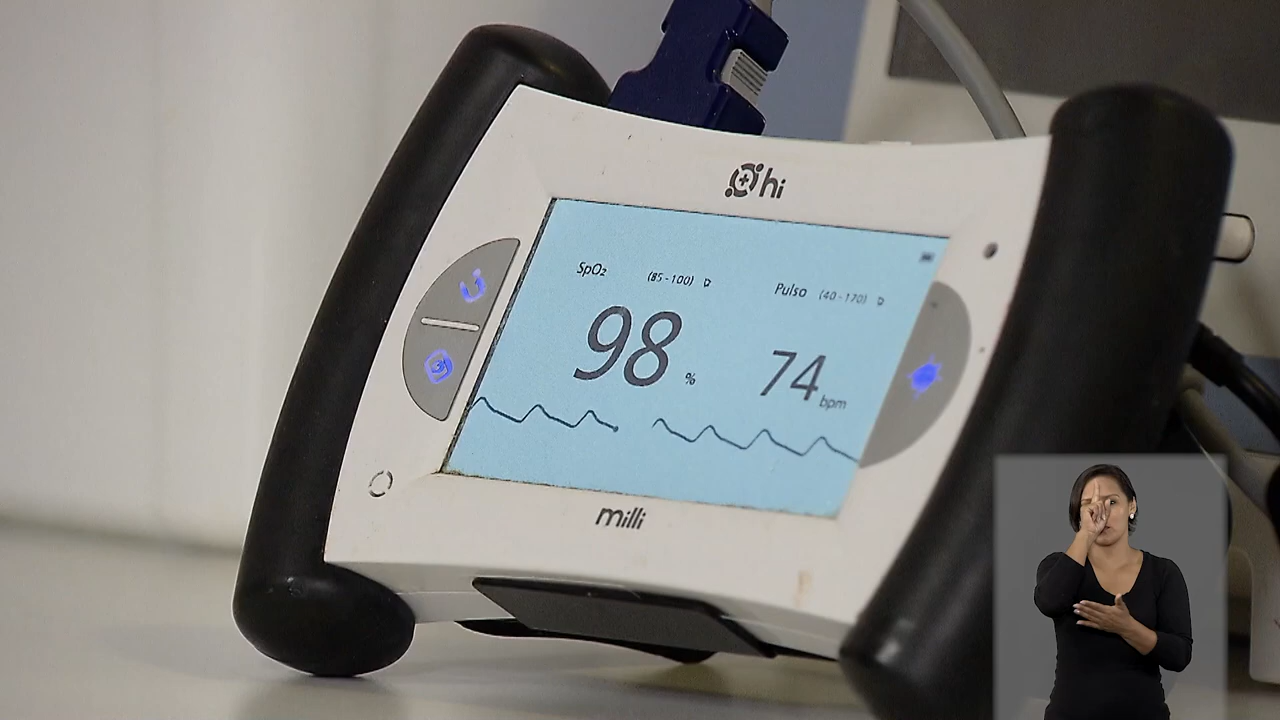 hi
SpO₂ (85-100) Pulso (40-170)
98 % 74 bpm
milli